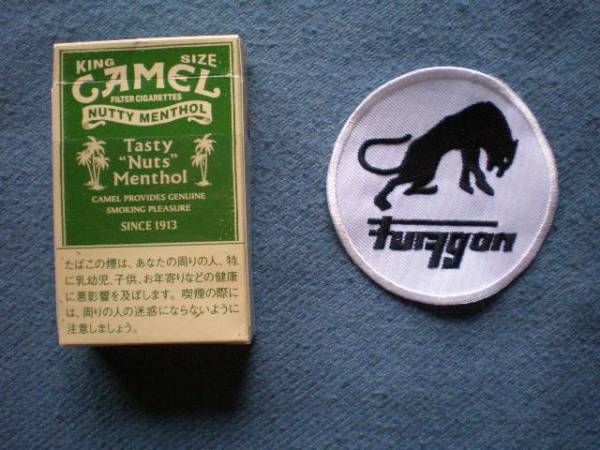 KING SIZE
CAMEL
FILTER CIGARETTES
NUTTY MENTHOL
Tasty
"Nuts"
Menthol
CAMEL PROVIDES GENUINE
SMOKING PLEASURE
SINCE 1913
たばこの煙は、あなたの周りの人、特
に乳幼児、子供、お年寄りなどの健康
に悪影響を及ぼします。喫煙の際に
は、周りの人の迷惑にならないように
注意しましょう。
furygan